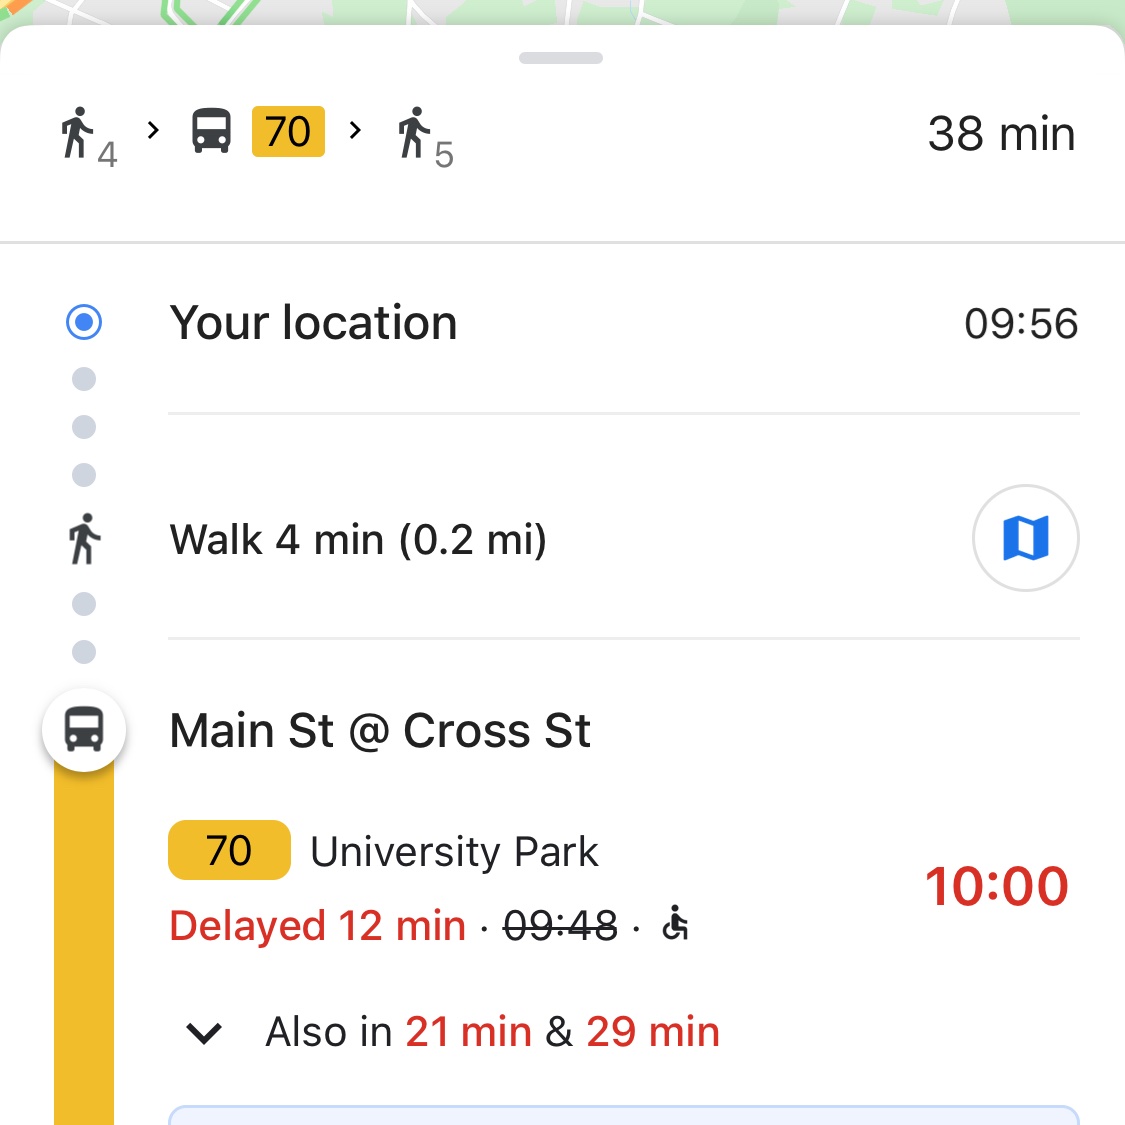 4 70 5 38 min
Your location 09:56
Walk 4 min (0.2 mi)
Main St @ Cross St
70 University Park
10:00
Delayed 12 min · 09:48 ·
Also in 21 min & 29 min